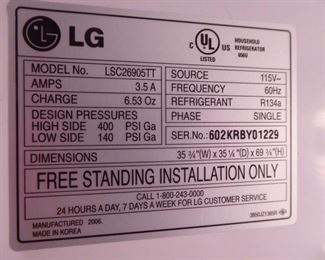 LG
C UL US
LISTED
HOUSEHOLD
REFRIGERATOR
MODEL No. LSC26905TT
AMPS 3.5 A
CHARGE 6.53 Oz
DESIGN PRESSURES
HIGH SIDE 400 PSI Ga
LOW SIDE 140 PSI Ga
SOURCE 115V~
FREQUENCY 60Hz
REFRIGERANT R134a
PHASE SINGLE
SER.No.: 602KRBY01229
DIMENSIONS 35 ¾"(W) x 35 ¼"(D) x 69 ¾"(H)
FREE STANDING INSTALLATION ONLY
CALL 1-800-243-0000
24 HOURS A DAY, 7 DAYS A WEEK FOR LG CUSTOMER SERVICE
MANUFACTURED 2006.
MADE IN KOREA